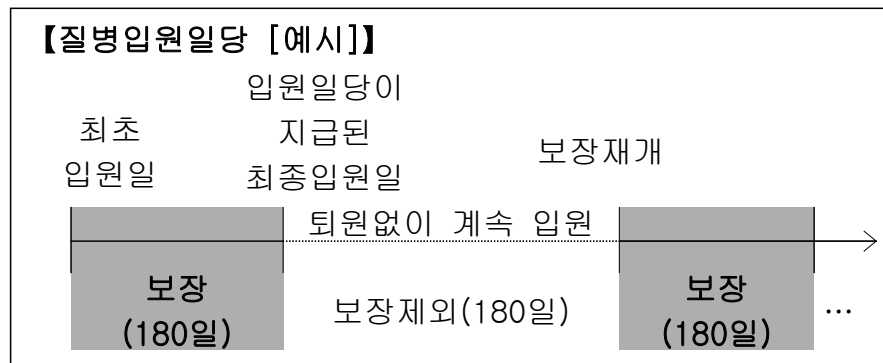 【질병입원일당 [예시]】
최초
입원일
입원일당이
지급된
최종입원일
보장재개
퇴원없이 계속 입원
보장
(180일)
보장제외(180일)
보장
(180일)
…